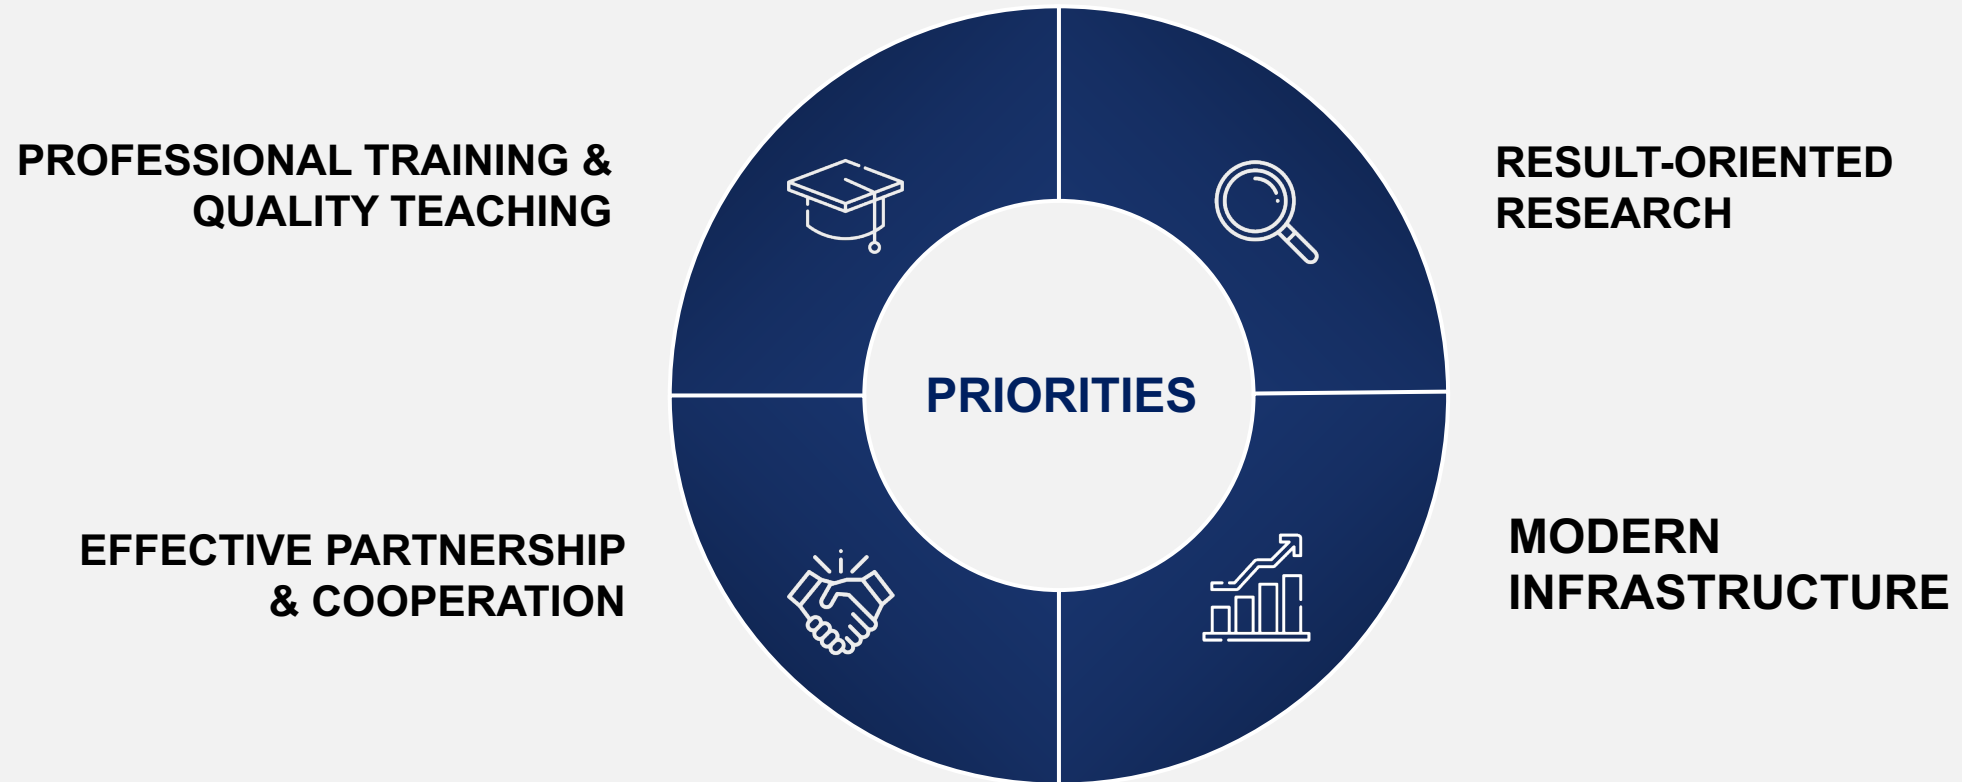 PROFESSIONAL TRAINING &
QUALITY TEACHING
RESULT-ORIENTED
RESEARCH
PRIORITIES
EFFECTIVE PARTNERSHIP
& COOPERATION
MODERN
INFRASTRUCTURE